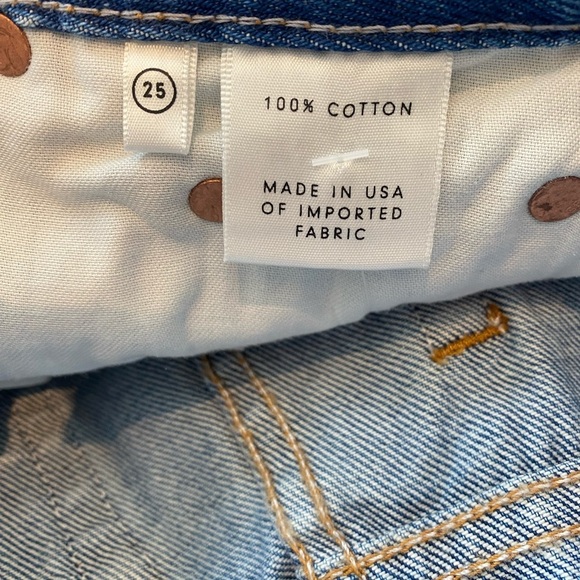 25
100% COTTON
MADE IN USA
OF IMPORTED
FABRIC